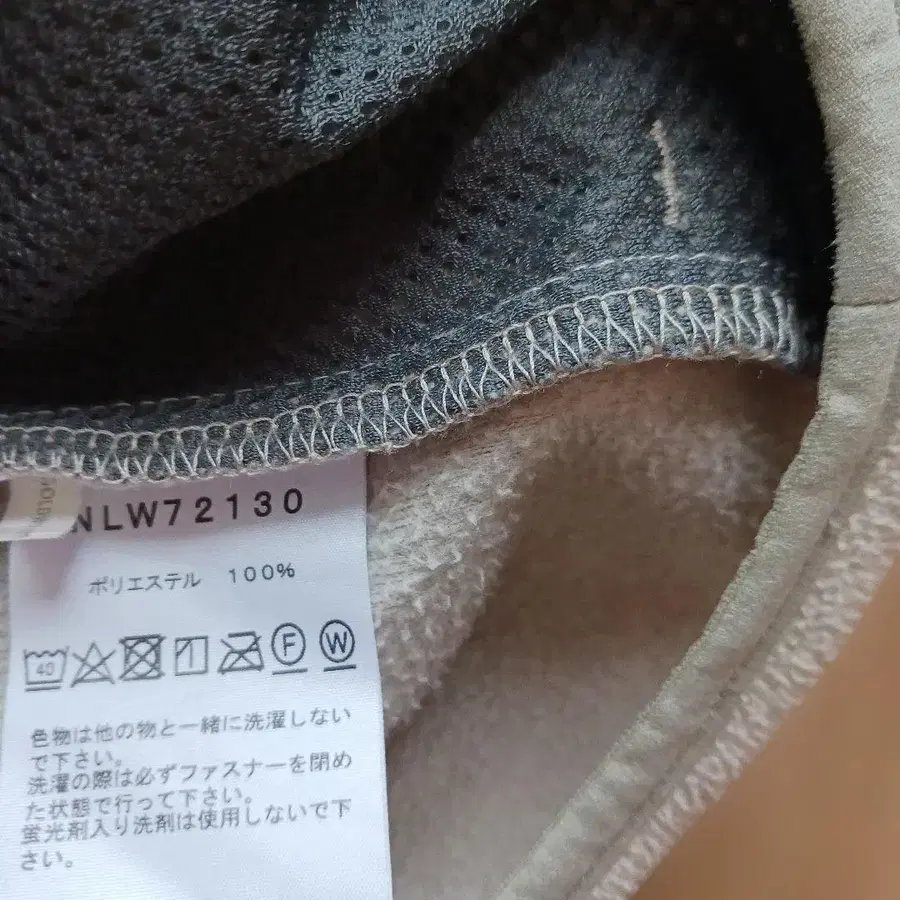 NLW72130
ポリエステル 100%
40 F W
色物は他の物と一緒に洗濯しない
で下さい。
洗濯の際は必ずファスナーを閉め
た状態で行って下さい。
蛍光剤入り洗剤は使用しないで下
さい。